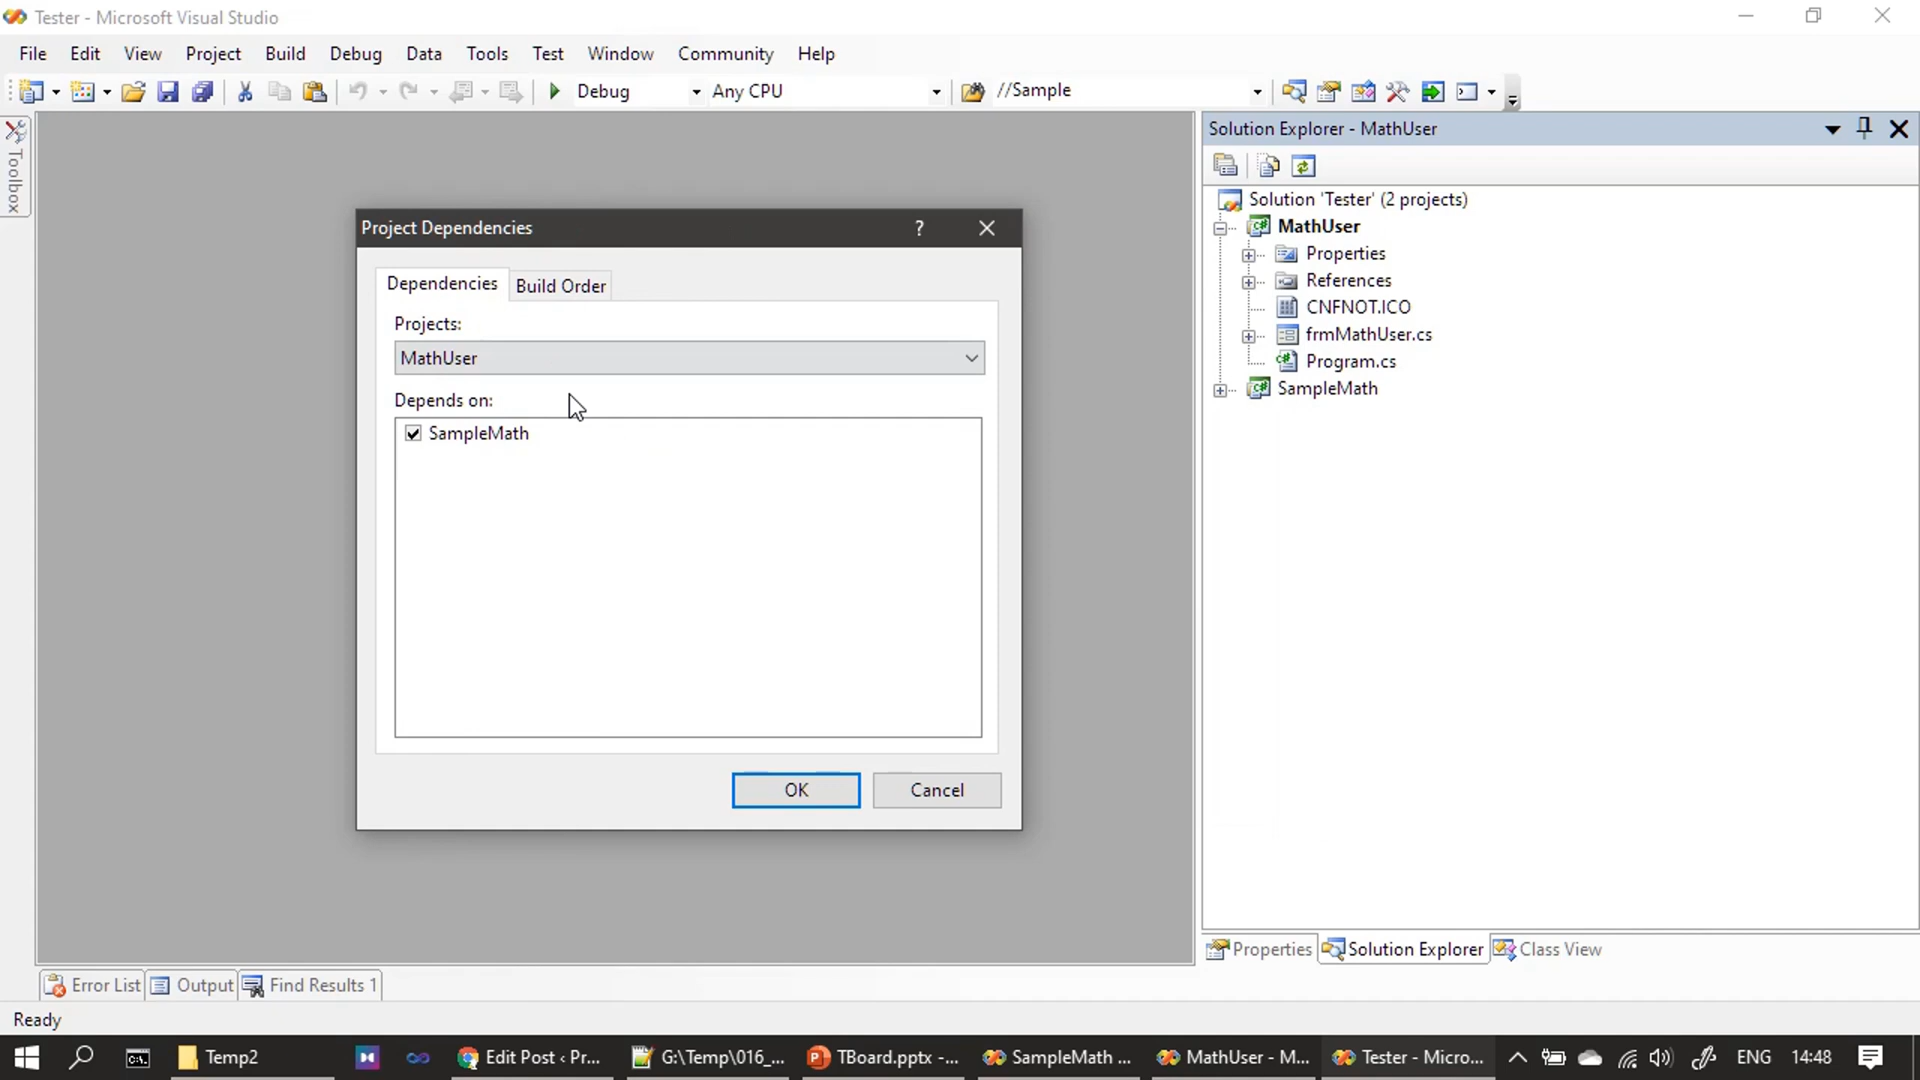 Tester - Microsoft Visual Studio
File Edit View Project Build Debug Data Tools Test Window Community Help
Debug Any CPU //Sample
Toolbox
Solution Explorer - MathUser
Solution 'Tester' (2 projects)
MathUser
Properties
References
CNFNOT.ICO
frmMathUser.cs
Program.cs
SampleMath
Project Dependencies ?
Dependencies Build Order
Projects:
MathUser
Depends on:
SampleMath
OK Cancel
Properties Solution Explorer Class View
Error List Output Find Results 1
Ready
Temp2 Edit Post ‹ Pr... G:\Temp\016_... TBoard.pptx -... SampleMath ... MathUser - M... Tester - Micro... ENG 14:48